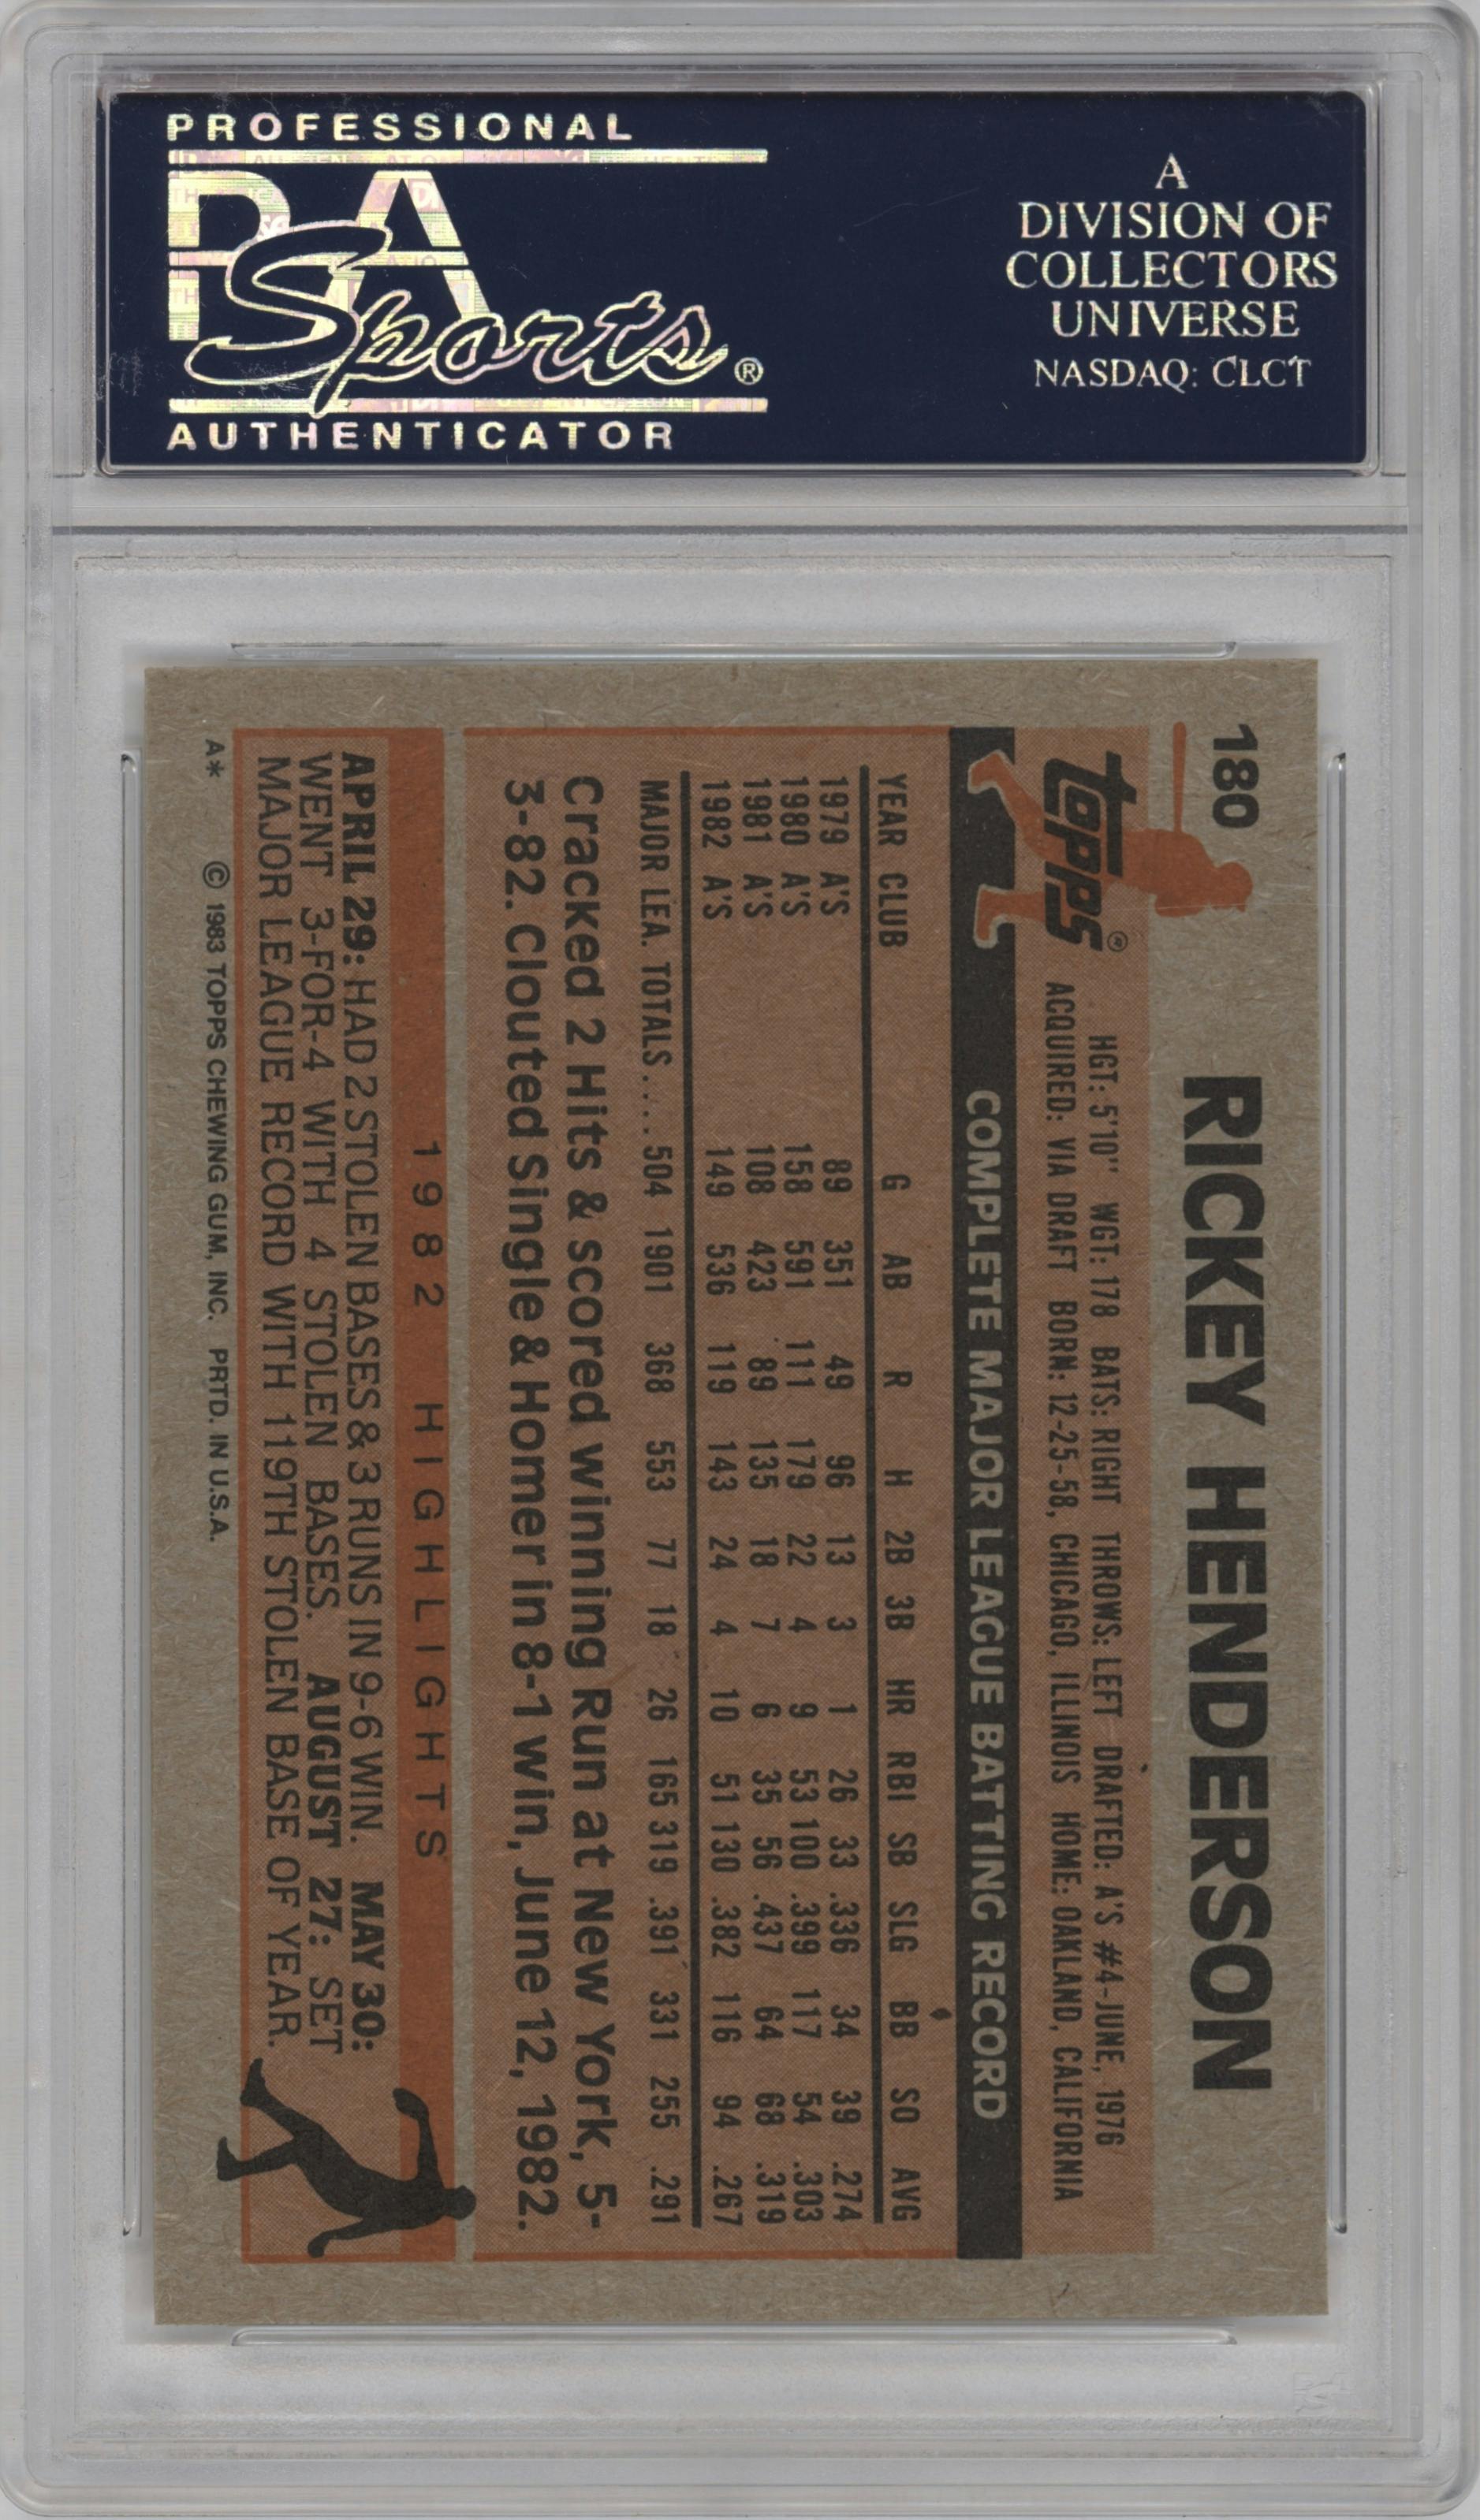 PROFESSIONAL
PSA
Sports®
AUTHENTICATOR
A
DIVISION OF
COLLECTORS
UNIVERSE
NASDAQ: CLCT
180 RICKEY HENDERSON
topps®
HGT: 5'10" WGT: 178 BATS: RIGHT THROWS: LEFT DRAFTED: A'S #4-JUNE, 1976
ACQUIRED: VIA DRAFT BORN: 12-25-58, CHICAGO, ILLINOIS HOME: OAKLAND, CALIFORNIA
COMPLETE MAJOR LEAGUE BATTING RECORD
YEAR CLUB G AB R H 2B 3B HR RBI SB SLG BB SO AVG
1979 A'S 89 351 49 96 13 3 1 26 33 .336 34 39 .274
1980 A'S 158 591 111 179 22 4 9 53 100 .399 117 54 .303
1981 A'S 108 423 89 135 18 7 6 35 56 .437 64 68 .319
1982 A'S 149 536 119 143 24 4 10 51 130 .382 116 94 .267
MAJOR LEA. TOTALS.... 504 1901 368 553 77 18 26 165 319 .391 331 255 .291
Cracked 2 Hits & scored winning Run at New York, 5-
3-82. Clouted Single & Homer in 8-1 win, June 12, 1982.
1982 HIGHLIGHTS
APRIL 29: HAD 2 STOLEN BASES & 3 RUNS IN 9-6 WIN. MAY 30:
WENT 3-FOR-4 WITH 4 STOLEN BASES. AUGUST 27: SET
MAJOR LEAGUE RECORD WITH 119TH STOLEN BASE OF YEAR.
A* © 1983 TOPPS CHEWING GUM, INC. PRTD. IN U.S.A.